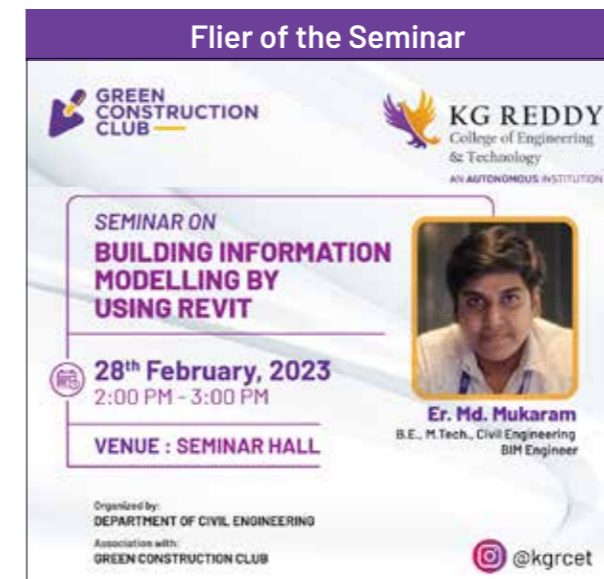 Flier of the Seminar
GREEN
CONSTRUCTION
CLUB
KG REDDY
College of Engineering
& Technology
AN AUTONOMOUS INSTITUTION
SEMINAR ON
BUILDING INFORMATION
MODELLING BY
USING REVIT
28th February, 2023
2:00 PM - 3:00 PM
VENUE : SEMINAR HALL
Er. Md. Mukaram
B.E., M.Tech., Civil Engineering
BIM Engineer
Organized by:
DEPARTMENT OF CIVIL ENGINEERING
Association with:
GREEN CONSTRUCTION CLUB
@kgrcet